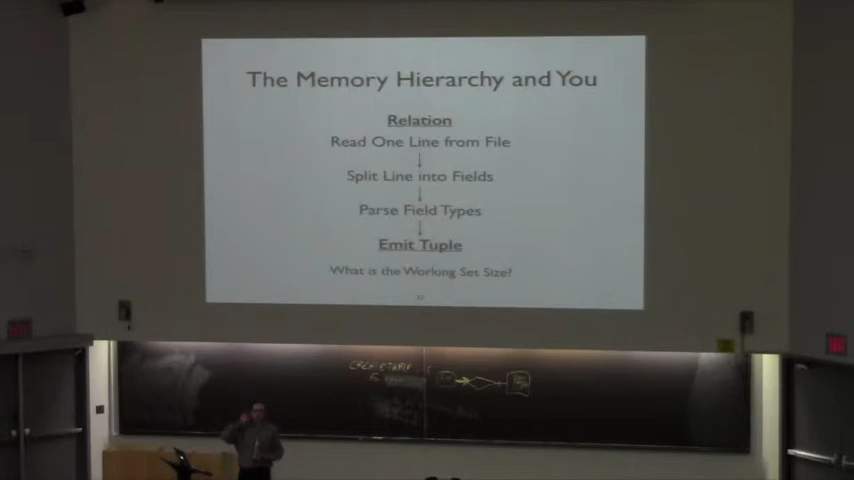 The Memory Hierarchy and You
Relation
Read One Line from File
Split Line into Fields
Parse Field Types
Emit Tuple
What is the Working Set Size?